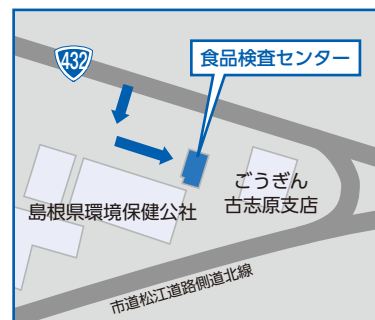 432
食品検査センター
ごうぎん
古志原支店
島根県環境保健公社
市道松江道路側道北線